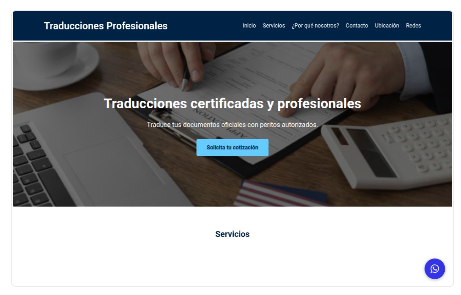 Traducciones Profesionales
Inicio Servicios ¿Por qué nosotros? Contacto Ubicación Redes
Traducciones certificadas y profesionales
Traduce tus documentos oficiales con peritos autorizados.
Solicita tu cotización
Servicios